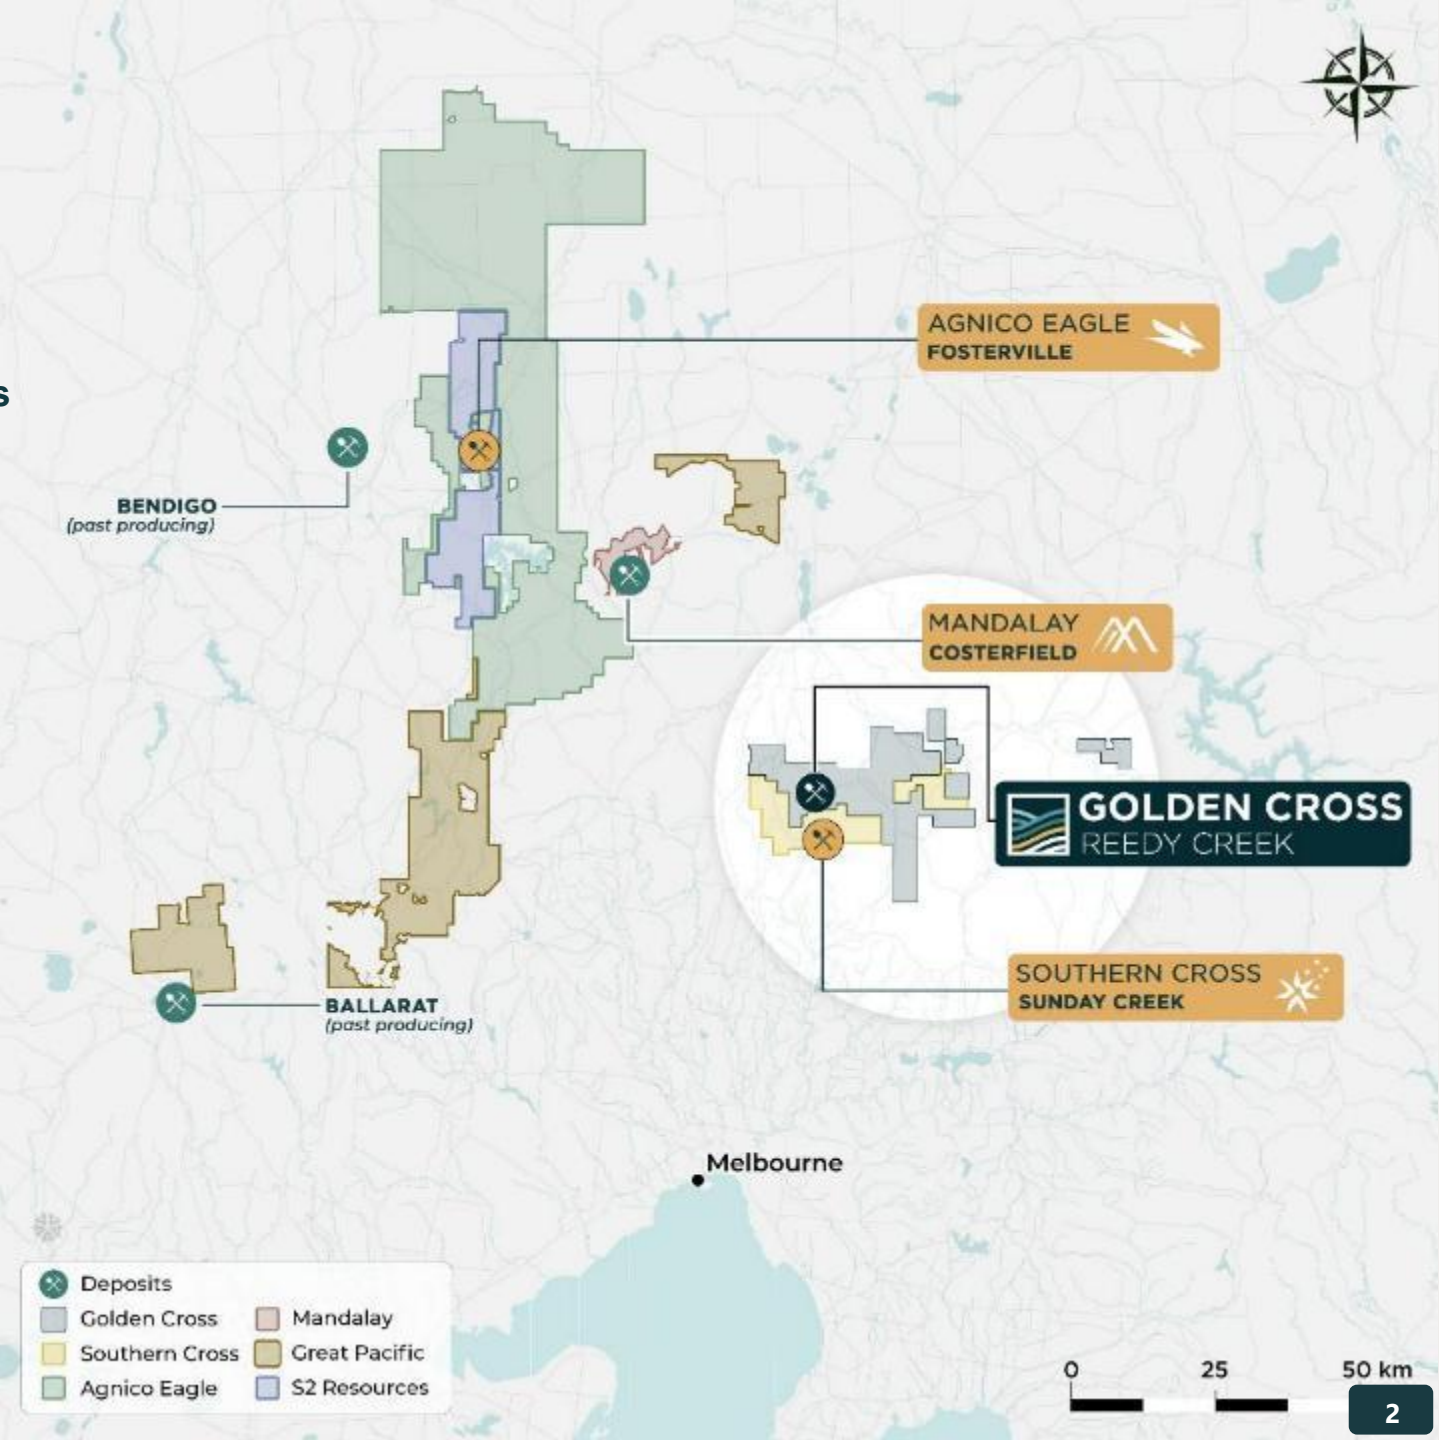 AGNICO EAGLE
FOSTERVILLE
s
BENDIGO
(past producing)
MANDALAY
COSTERFIELD
GOLDEN CROSS
REEDY CREEK
SOUTHERN CROSS
SUNDAY CREEK
BALLARAT
(past producing)
Melbourne
Deposits
Golden Cross
Mandalay
Southern Cross
Great Pacific
Agnico Eagle
S2 Resources
0 25 50 km
2